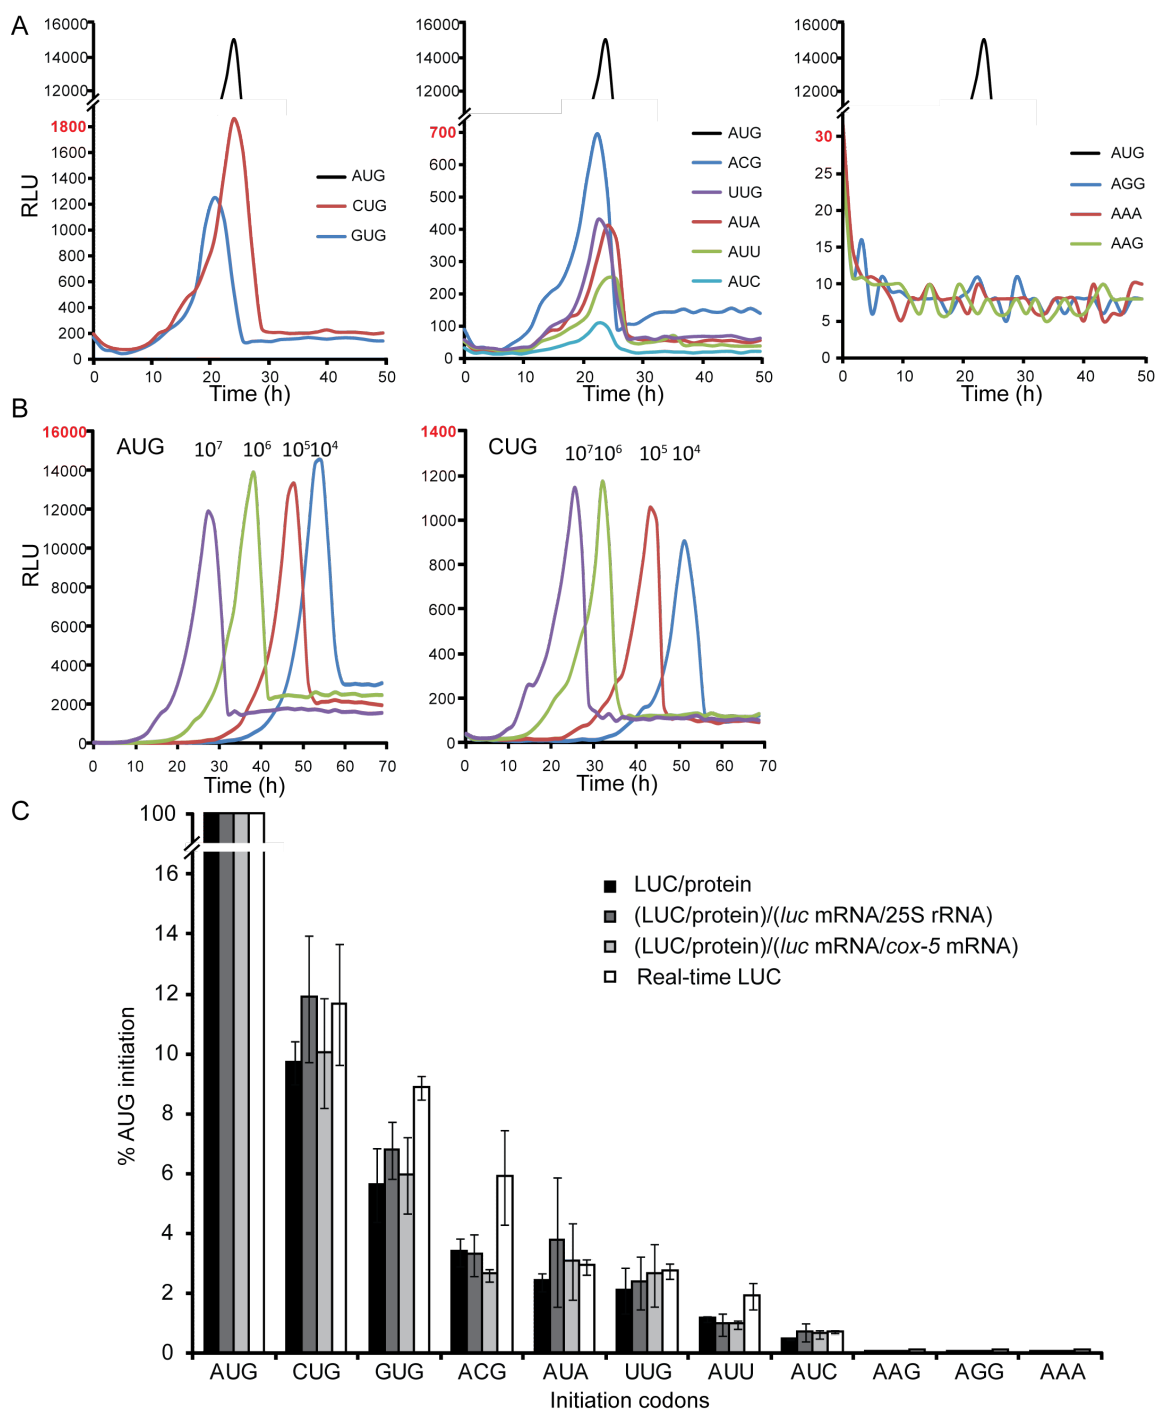 A
16000
14000
12000
1800
1600
1400
1200
1000
800
600
400
200
0
RLU
0 10 20 30 40 50
Time (h)
AUG
CUG
GUG
16000
14000
12000
700
600
500
400
300
200
100
0
0 10 20 30 40 50
Time (h)
AUG
ACG
UUG
AUA
AUU
AUC
16000
14000
12000
30
25
20
15
10
5
0
0 10 20 30 40 50
Time (h)
AUG
AGG
AAA
AAG
B
16000
14000
12000
10000
8000
6000
4000
2000
0
RLU
AUG 10⁷ 10⁶ 10⁵ 10⁴
0 10 20 30 40 50 60 70
Time (h)
1400
1200
1000
800
600
400
200
0
CUG 10⁷ 10⁶ 10⁵ 10⁴
0 10 20 30 40 50 60 70
Time (h)
C
100
16
14
12
10
8
6
4
2
0
% AUG initiation
LUC/protein
(LUC/protein)/(luc mRNA/25S rRNA)
(LUC/protein)/(luc mRNA/cox-5 mRNA)
Real-time LUC
AUG CUG GUG ACG AUA UUG AUU AUC AAG AGG AAA
Initiation codons